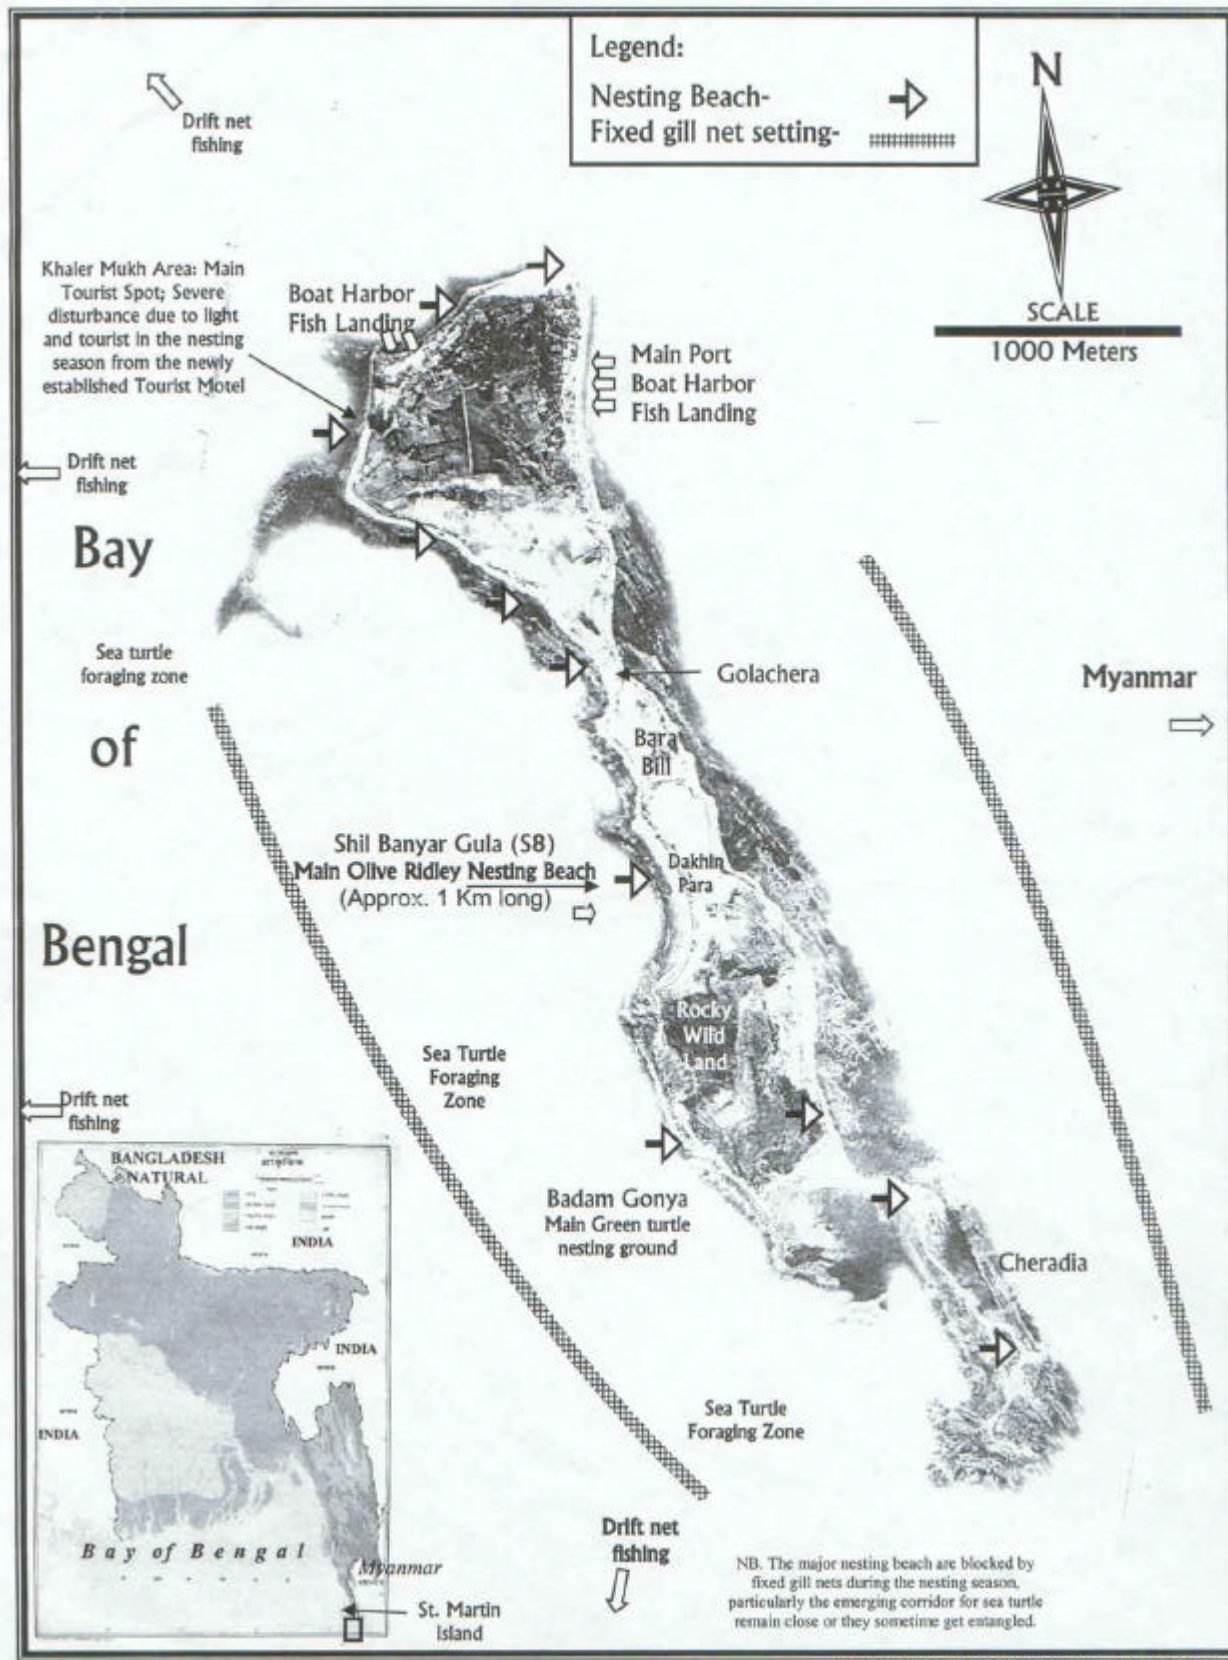 Legend:
Nesting Beach-
Fixed gill net setting-
N
SCALE
1000 Meters
Drift net
fishing
Khaler Mukh Area: Main
Tourist Spot; Severe
disturbance due to light
and tourist in the nesting
season from the newly
established Tourist Motel
Boat Harbor
Fish Landing
Main Port
Boat Harbor
Fish Landing
Drift net
fishing
Bay
of
Bengal
Sea turtle
foraging zone
Golachera
Myanmar
Bara
Bill
Shil Banyar Gula (S8)
Main Olive Ridley Nesting Beach
(Approx. 1 Km long)
Dakhin
Para
Rocky
Wild
Land
Sea Turtle
Foraging
Zone
Drift net
fishing
Badam Gonya
Main Green turtle
nesting ground
Cheradia
Sea Turtle
Foraging Zone
Drift net
fishing
NB. The major nesting beach are blocked by
fixed gill nets during the nesting season,
particularly the emerging corridor for sea turtle
remain close or they sometime get entangled.
BANGLADESH
NATURAL
INDIA
INDIA
INDIA
Bay of Bengal
Myanmar
St. Martin
Island